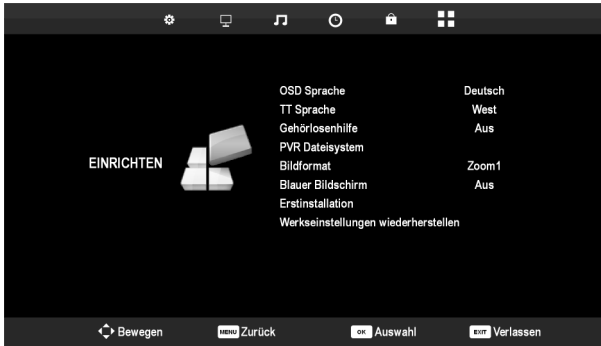 OSD Sprache Deutsch
TT Sprache West
Gehörlosenhilfe Aus
PVR Dateisystem
EINRICHTEN
Bildformat Zoom1
Blauer Bildschirm Aus
Erstinstallation
Werkseinstellungen wiederherstellen
Bewegen MENU Zurück OK Auswahl EXIT Verlassen